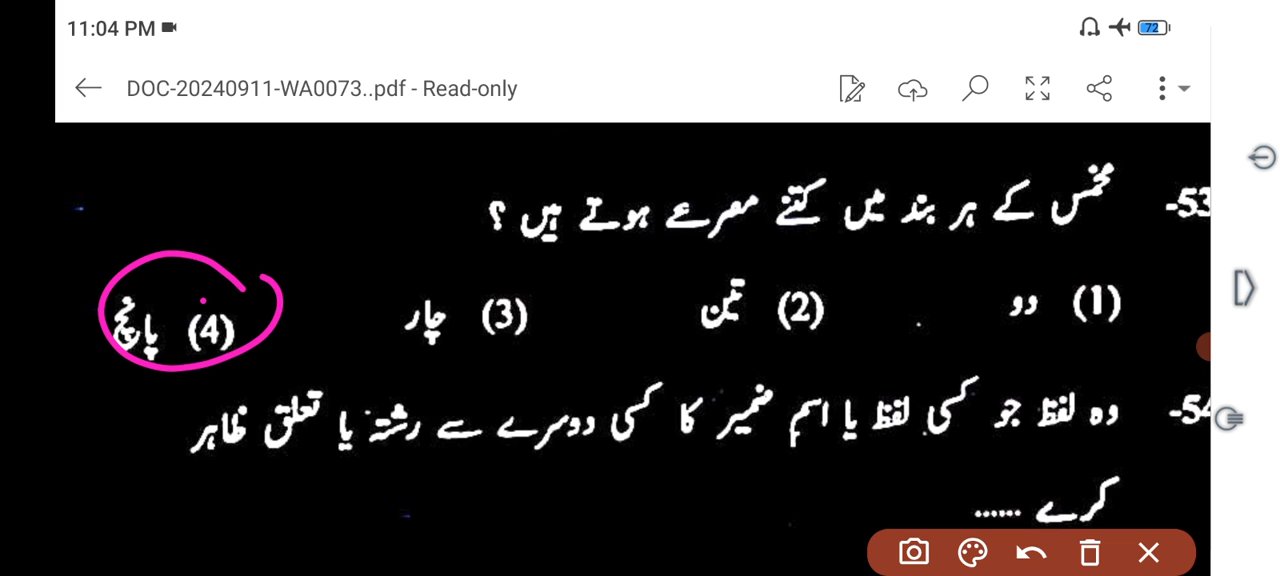 11:04 PM
72
DOC-20240911-WA0073..pdf - Read-only
53- مخمس کے ہر بند میں کتنے مصرعے ہوتے ہیں ؟
(1) دو (2) تین (3) چار (4) پانچ
54- وہ لفظ جو کسی لفظ یا اسم ضمیر کا کسی دوسرے سے رشتہ یا تعلق ظاہر
کرے ......